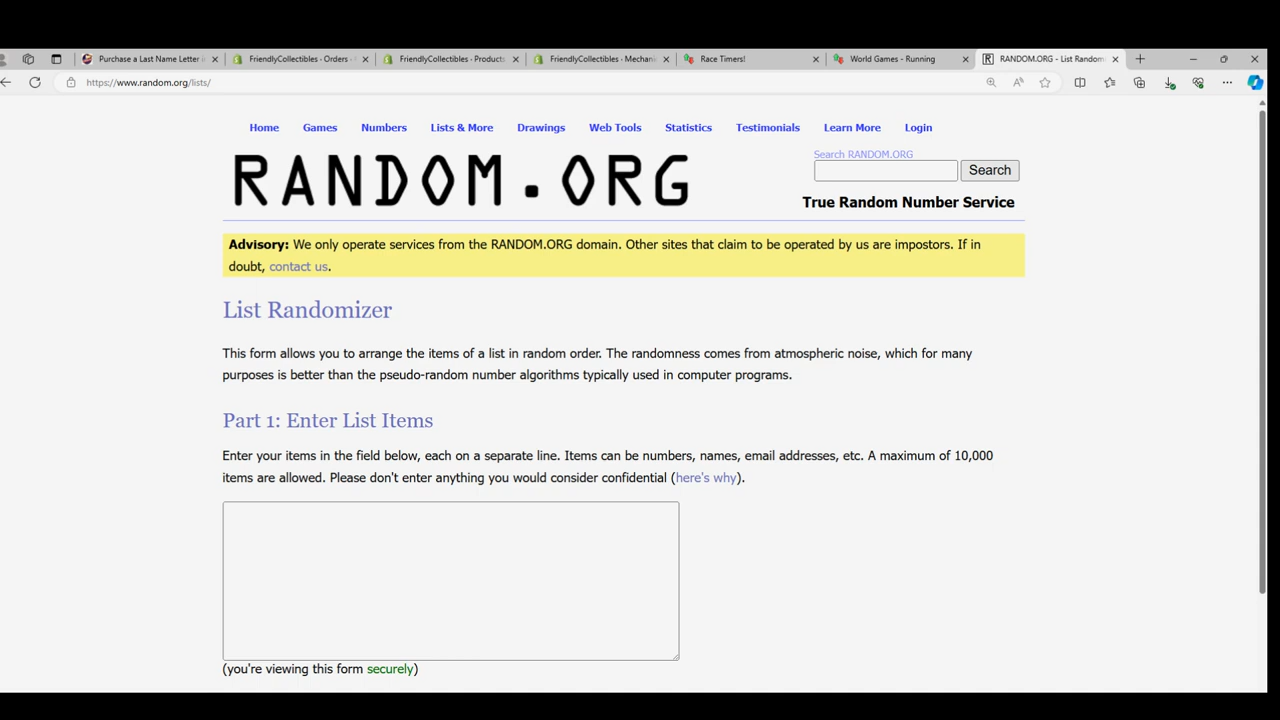 Purchase a Last Name Letter i
FriendlyCollectibles · Orders ·
FriendlyCollectibles · Products
FriendlyCollectibles · Mechani
Race Timers!
World Games - Running
RANDOM.ORG - List Random
https://www.random.org/lists/
Home Games Numbers Lists & More Drawings Web Tools Statistics Testimonials Learn More Login
RANDOM.ORG
Search RANDOM.ORG
Search
True Random Number Service
Advisory: We only operate services from the RANDOM.ORG domain. Other sites that claim to be operated by us are impostors. If in
doubt, contact us.
List Randomizer
This form allows you to arrange the items of a list in random order. The randomness comes from atmospheric noise, which for many
purposes is better than the pseudo-random number algorithms typically used in computer programs.
Part 1: Enter List Items
Enter your items in the field below, each on a separate line. Items can be numbers, names, email addresses, etc. A maximum of 10,000
items are allowed. Please don't enter anything you would consider confidential (here's why).
(you're viewing this form securely)